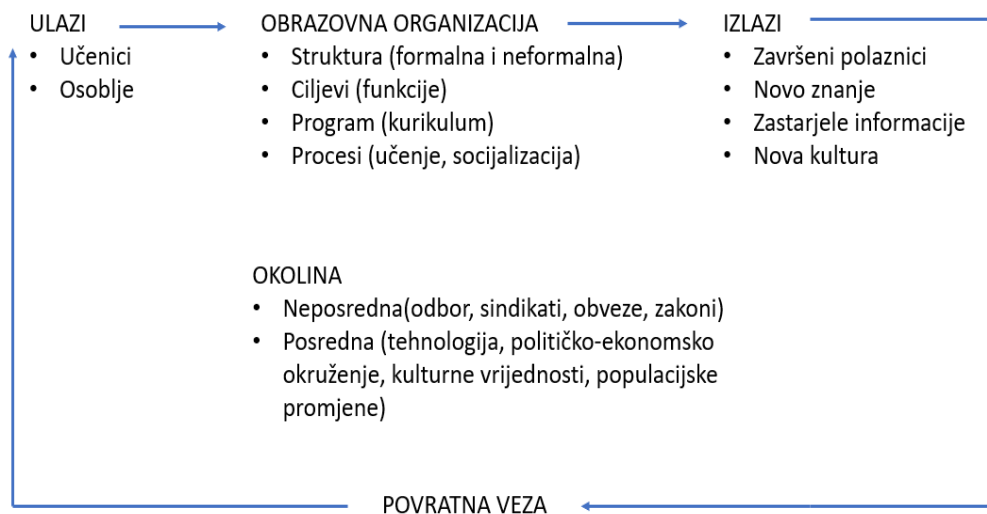 ULAZI
• Učenici
• Osoblje
OBRAZOVNA ORGANIZACIJA
• Struktura (formalna i neformalna)
• Ciljevi (funkcije)
• Program (kurikulum)
• Procesi (učenje, socijalizacija)
IZLAZI
• Završeni polaznici
• Novo znanje
• Zastarjele informacije
• Nova kultura
OKOLINA
• Neposredna(odbor, sindikati, obveze, zakoni)
• Posredna (tehnologija, političko-ekonomsko
okruženje, kulturne vrijednosti, populacijske
promjene)
POVRATNA VEZA